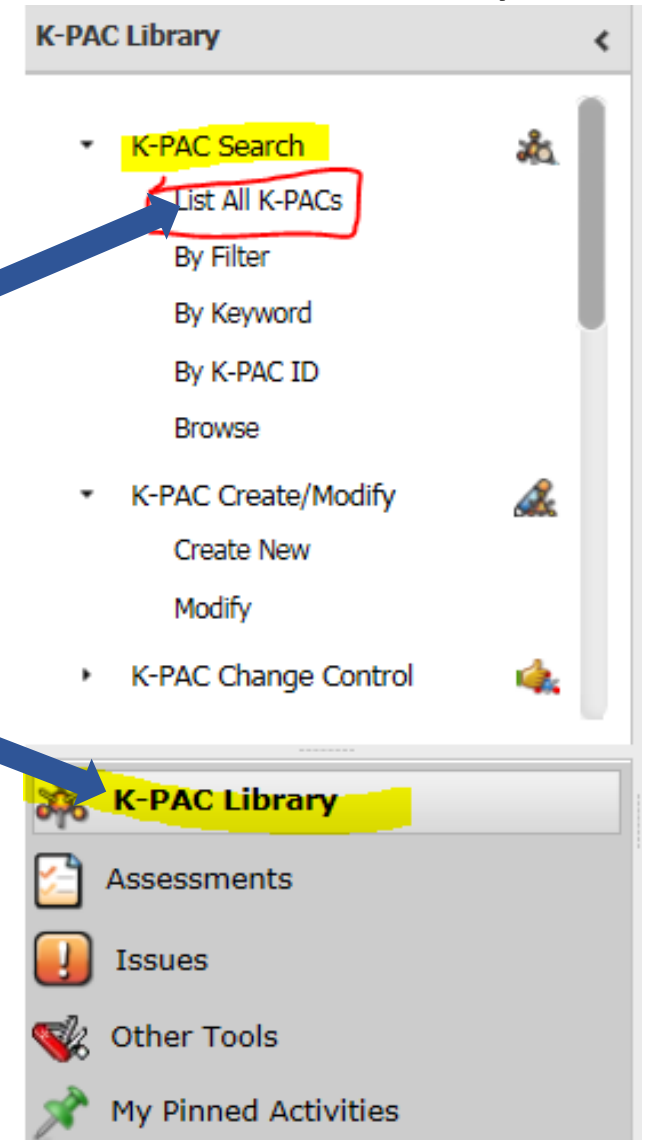 K-PAC Library
K-PAC Search
List All K-PACs
By Filter
By Keyword
By K-PAC ID
Browse
K-PAC Create/Modify
Create New
Modify
K-PAC Change Control
K-PAC Library
Assessments
Issues
Other Tools
My Pinned Activities